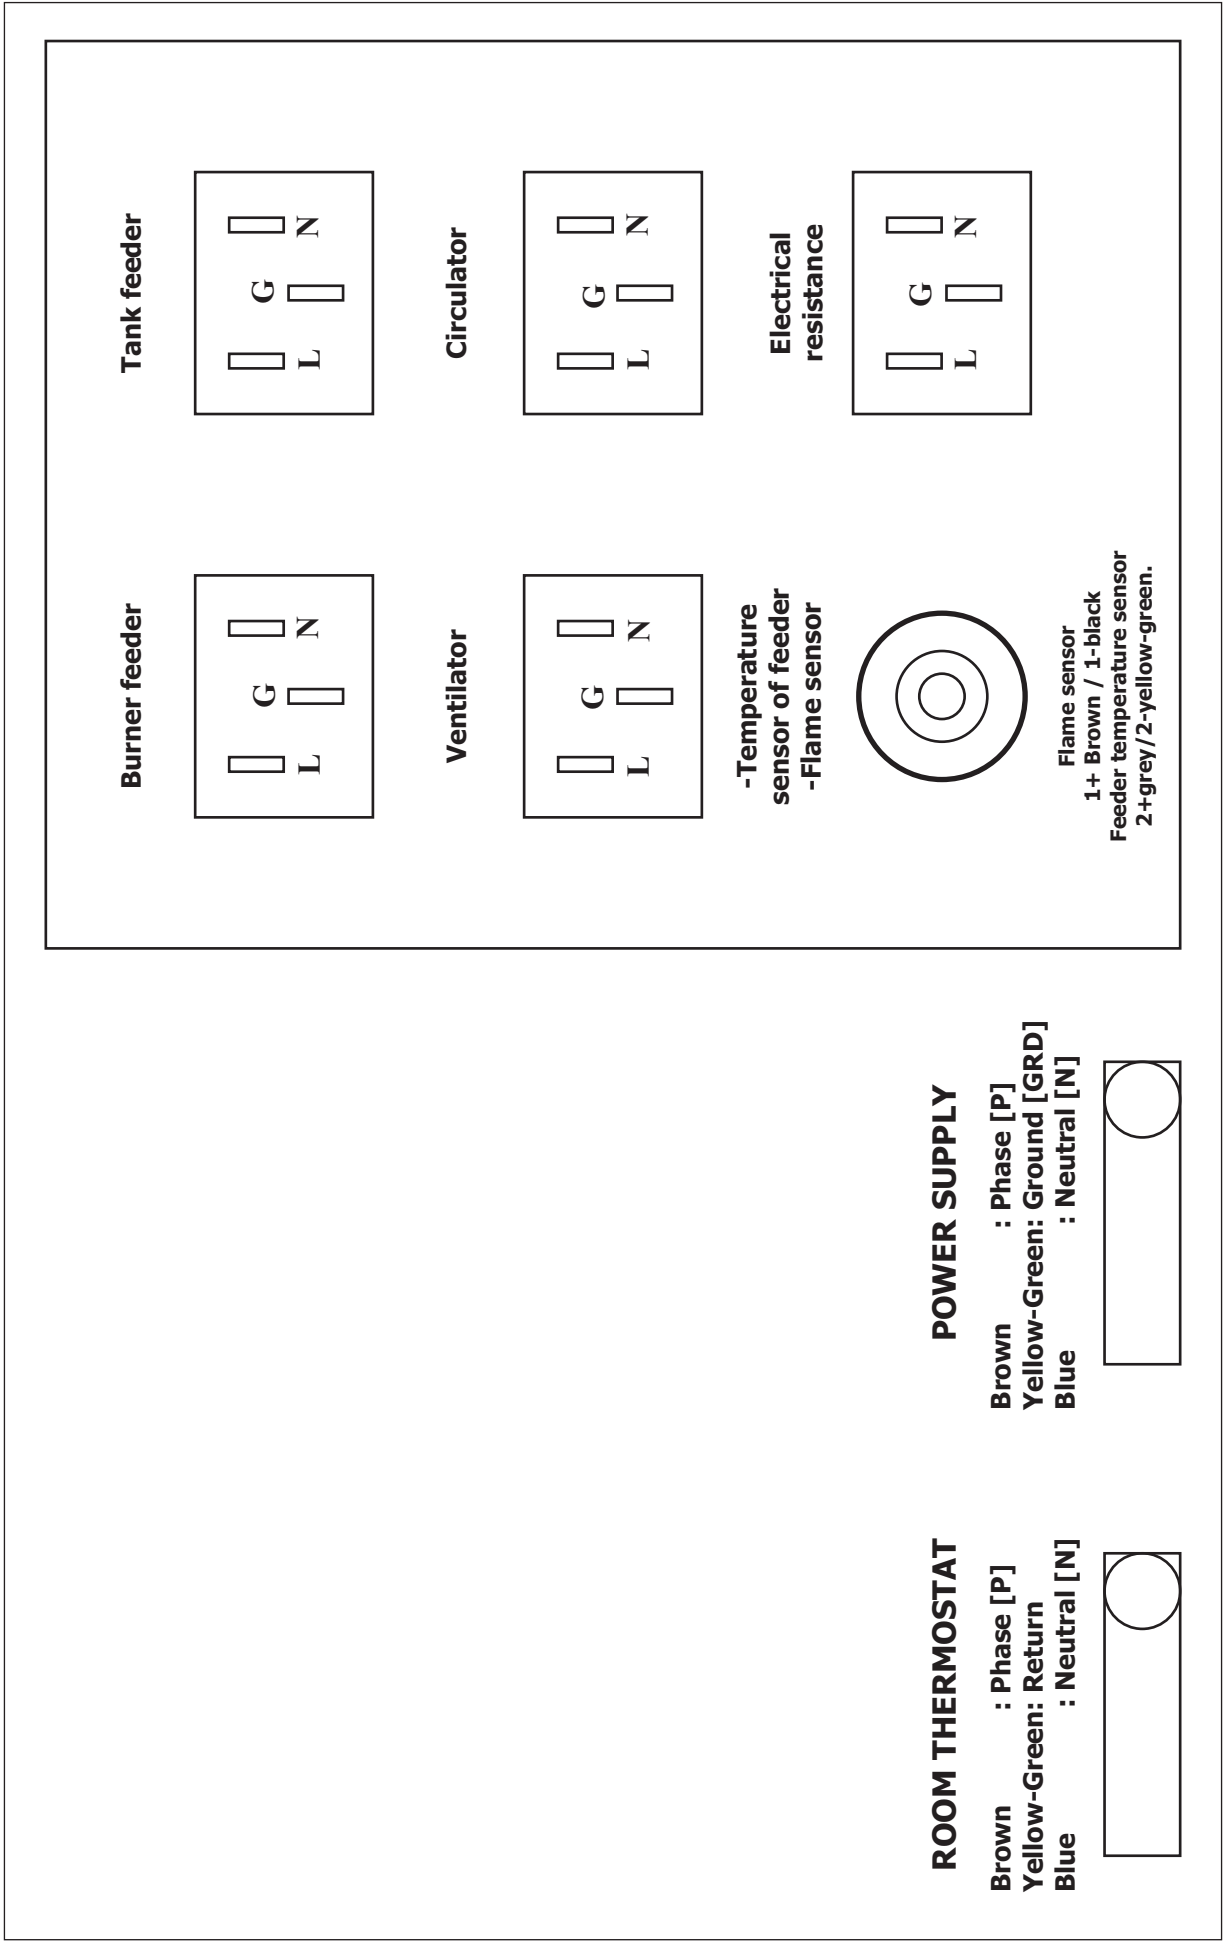 Burner feeder
G
L N
Tank feeder
G
L N
Ventilator
G
L N
Circulator
G
L N
-Temperature
sensor of feeder
-Flame sensor
Flame sensor
1+ Brown / 1-black
Feeder temperature sensor
2+grey/2-yellow-green.
Electrical
resistance
G
L N
ROOM THERMOSTAT
Brown : Phase [P]
Yellow-Green: Return
Blue : Neutral [N]
POWER SUPPLY
Brown : Phase [P]
Yellow-Green: Ground [GRD]
Blue : Neutral [N]